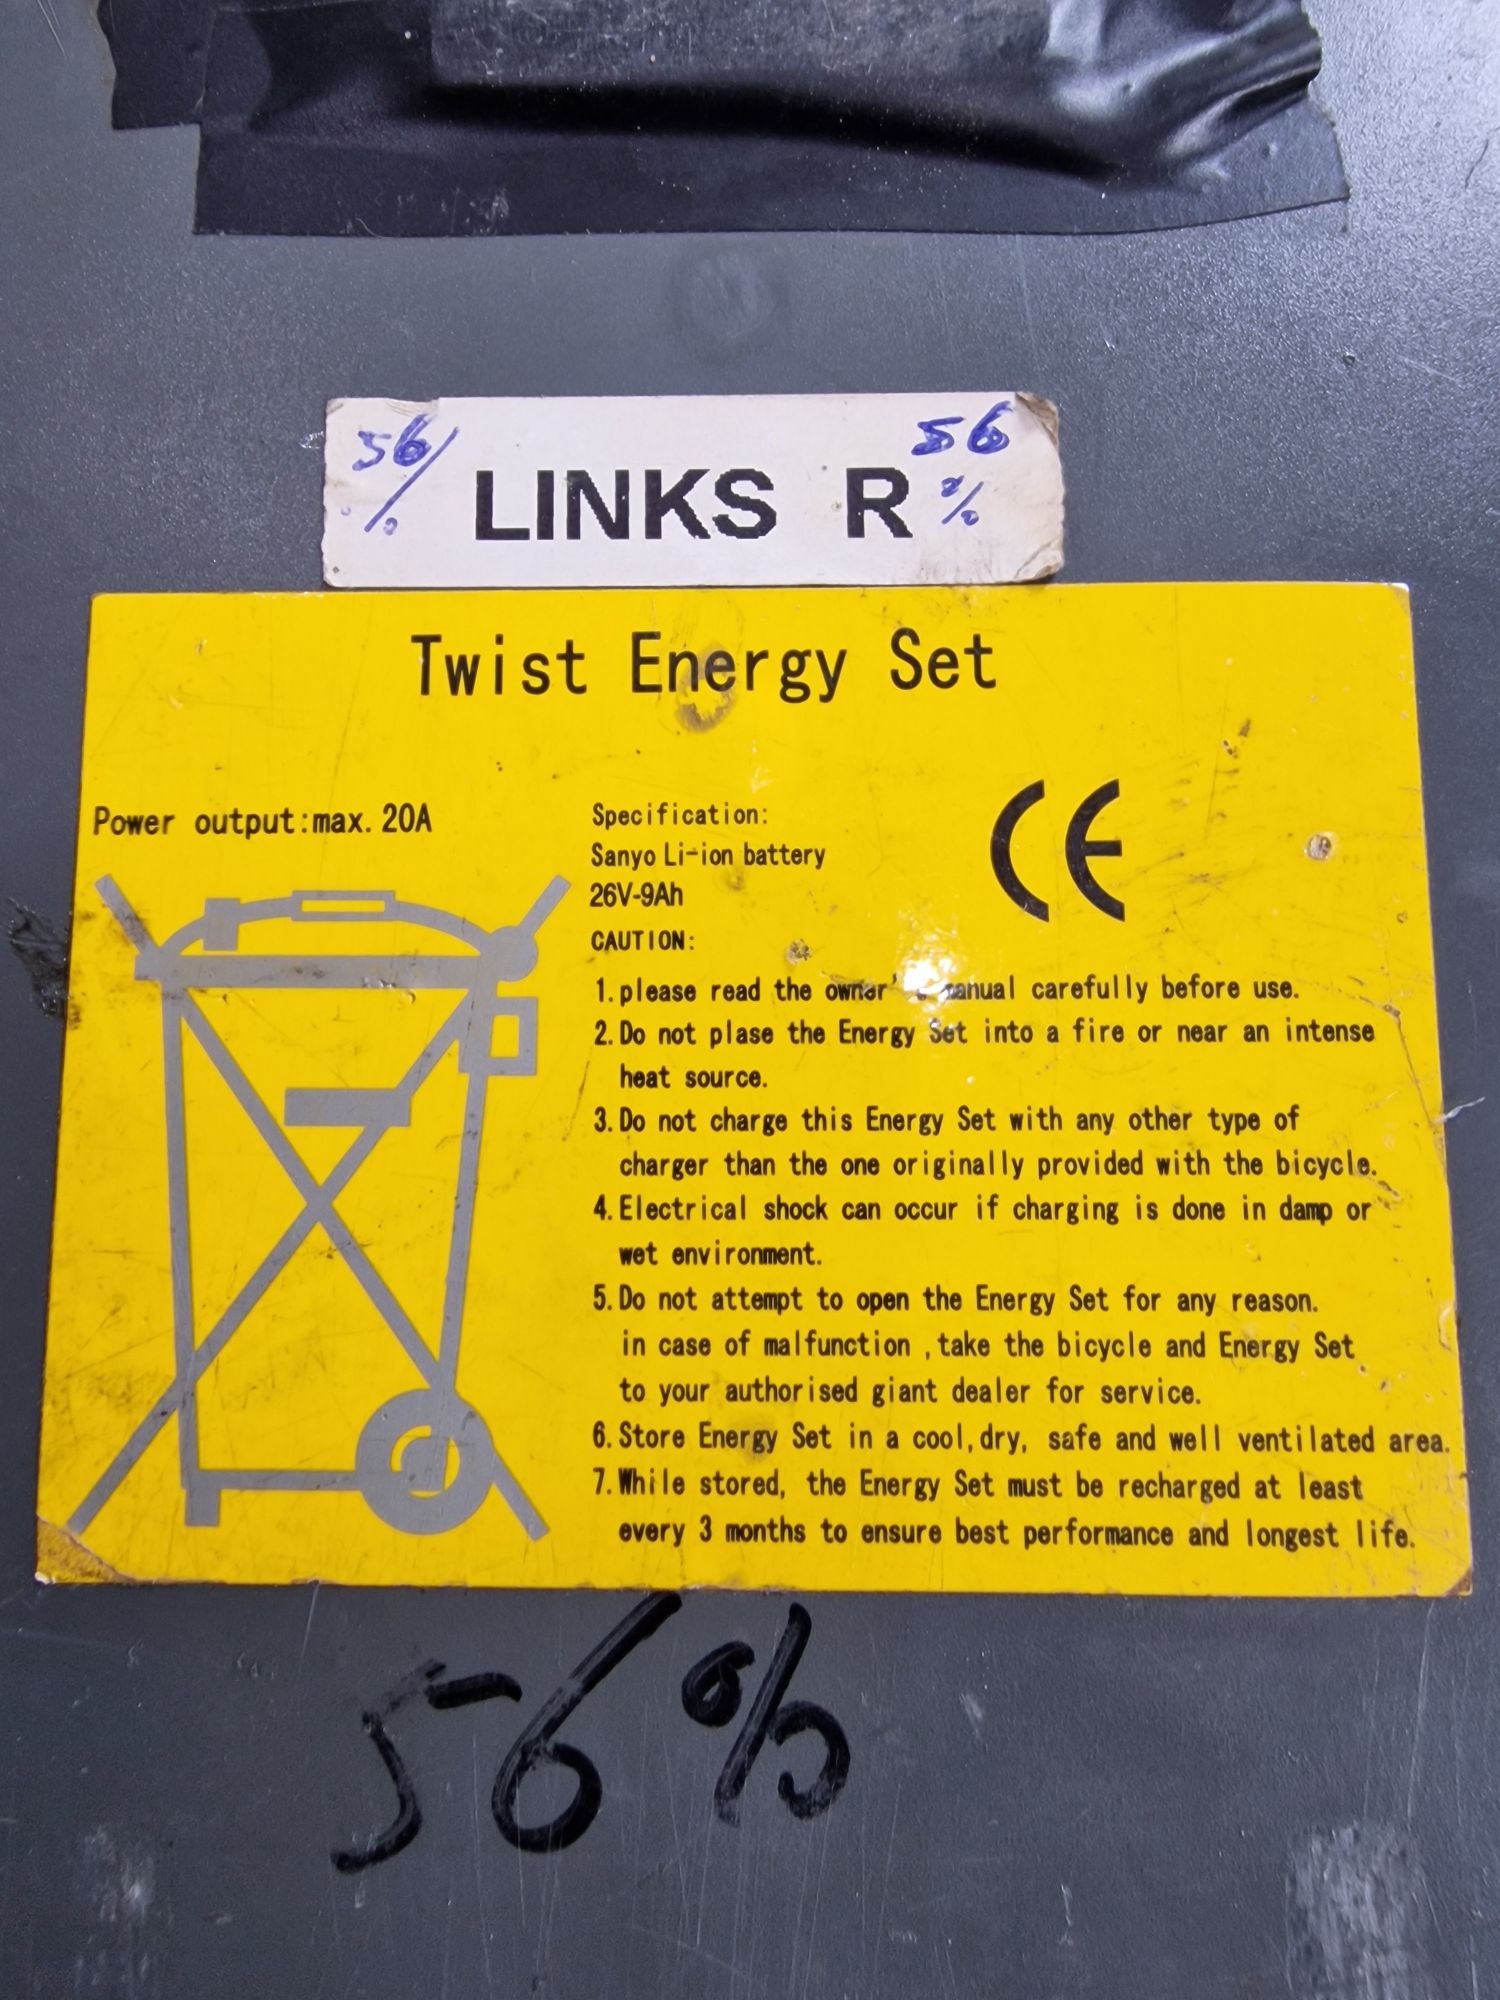 56 56
% LINKS R %
Twist Energy Set
Power output:max. 20A
Specification:
Sanyo Li-ion battery
26V-9Ah
CE
CAUTION:
1. please read the owner's manual carefully before use.
2. Do not plase the Energy Set into a fire or near an intense
heat source.
3. Do not charge this Energy Set with any other type of
charger than the one originally provided with the bicycle.
4. Electrical shock can occur if charging is done in damp or
wet environment.
5. Do not attempt to open the Energy Set for any reason.
in case of malfunction ,take the bicycle and Energy Set
to your authorised giant dealer for service.
6. Store Energy Set in a cool,dry, safe and well ventilated area.
7. While stored, the Energy Set must be recharged at least
every 3 months to ensure best performance and longest life.
56%